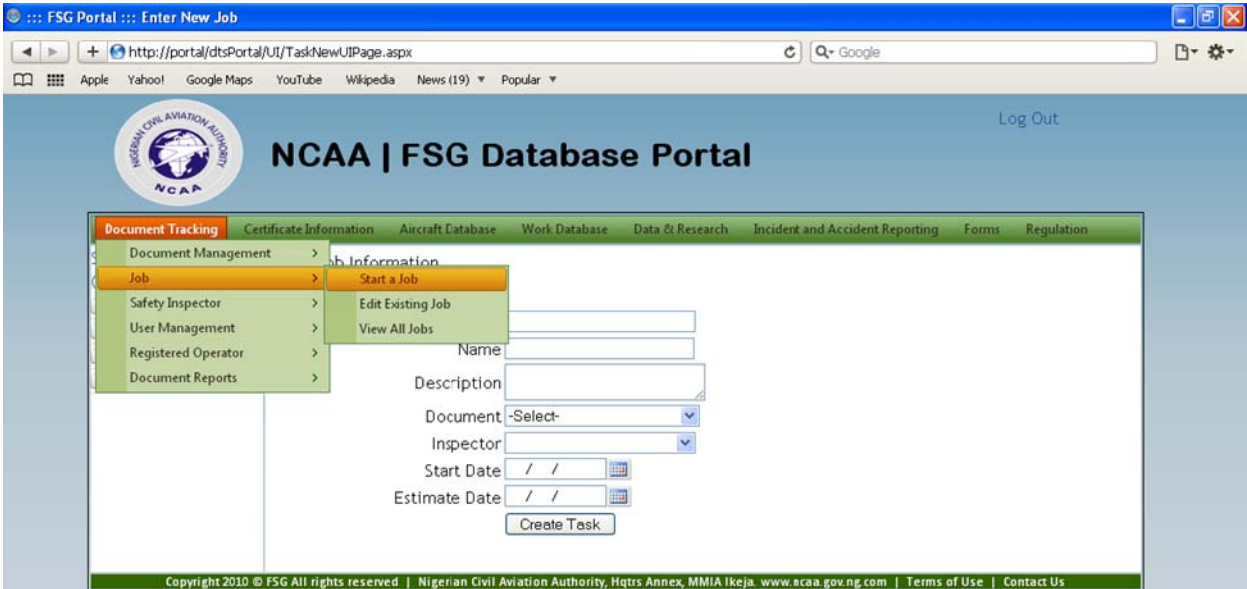 ::: FSG Portal ::: Enter New Job
http://portal/dtsPortal/UI/TaskNewUIPage.aspx
Google
Apple Yahoo! Google Maps YouTube Wikipedia News (19) Popular
Log Out
NIGERIAN CIVIL AVIATION AUTHORITY
NCAA
NCAA | FSG Database Portal
Document Tracking Certificate Information Aircraft Database Work Database Data & Research Incident and Accident Reporting Forms Regulation
Document Management >
Job >
Safety Inspector >
User Management >
Registered Operator >
Document Reports >
Information
Start a Job
Edit Existing Job
View All Jobs
Name
Description
Document -Select-
Inspector
Start Date / /
Estimate Date / /
Create Task
Copyright 2010 © FSG All rights reserved | Nigerian Civil Aviation Authority, Hqtrs Annex, MMIA Ikeja. www.ncaa.gov.ng.com | Terms of Use | Contact Us